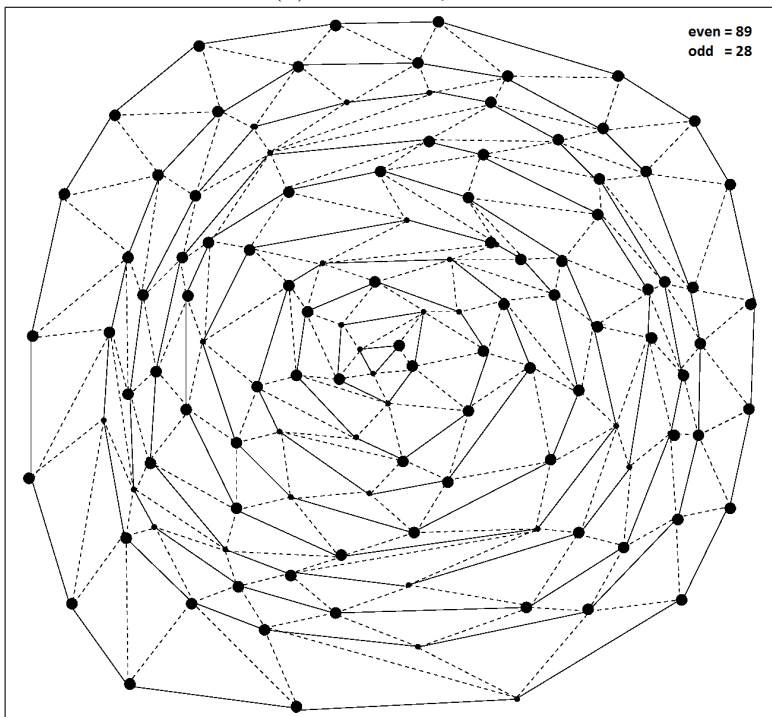 even = 89
odd = 28